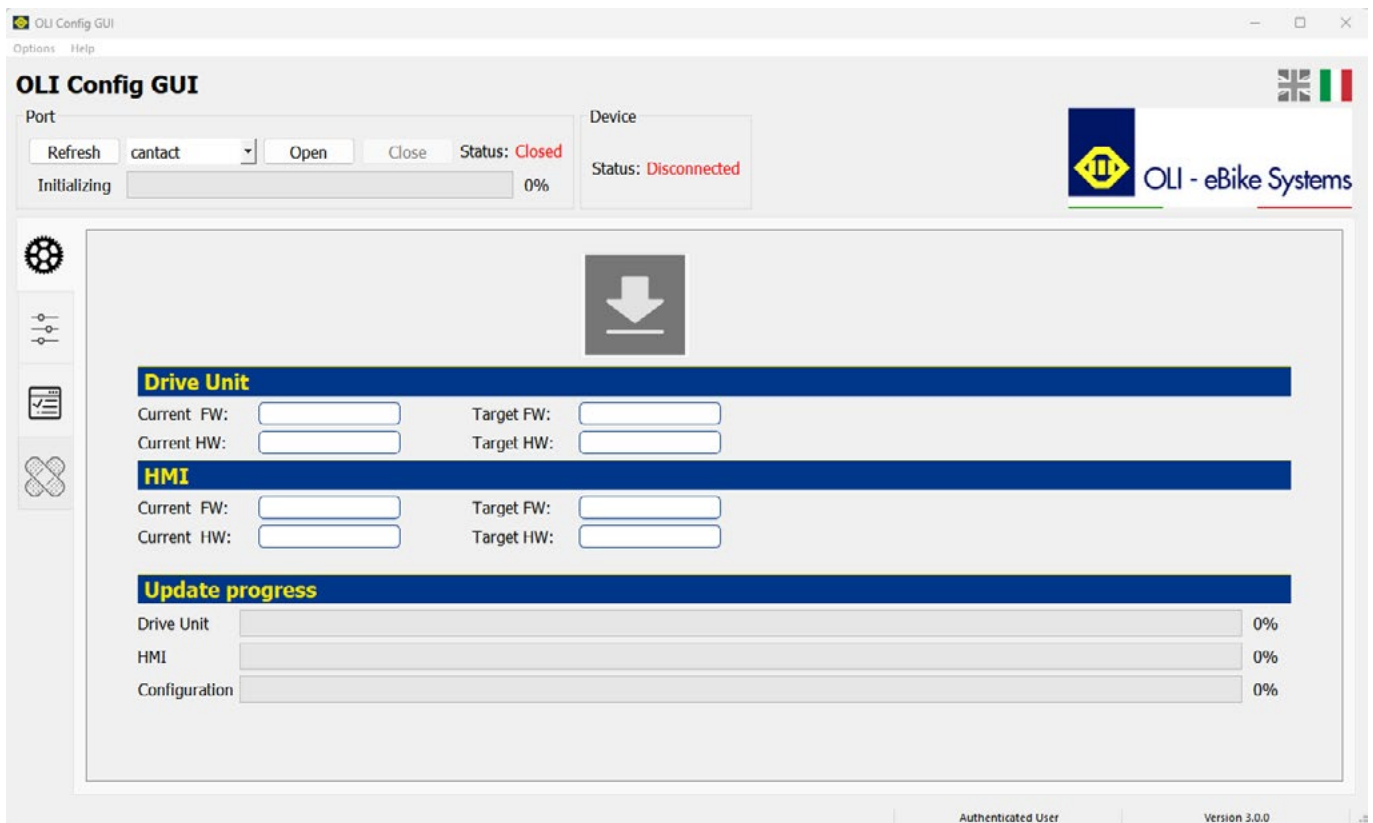 OLI Config GUI
Options Help
OLI Config GUI
Port
Refresh cantact Open Close Status: Closed
Initializing 0%
Device
Status: Disconnected
OLI - eBike Systems
Drive Unit
Current FW: Target FW:
Current HW: Target HW:
HMI
Current FW: Target FW:
Current HW: Target HW:
Update progress
Drive Unit 0%
HMI 0%
Configuration 0%
Authenticated User Version 3.0.0